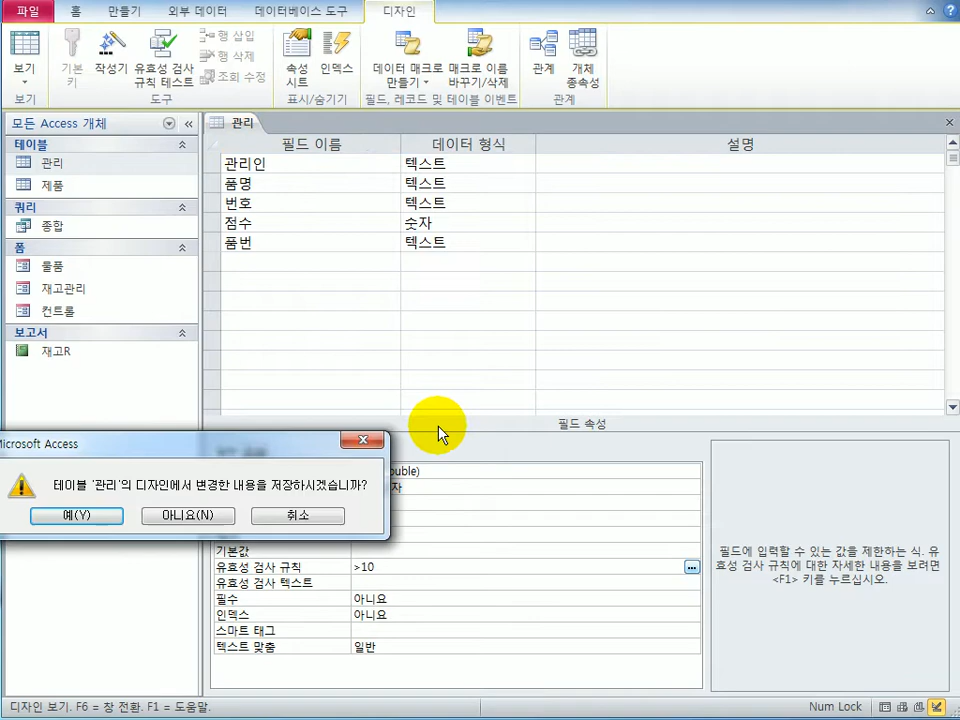 파일 홈 만들기 외부 데이터 데이터베이스 도구 디자인
보기 기본 키 작성기 유효성 검사 규칙 테스트 행 삽입 행 삭제 조회 수정 속성 시트 인덱스 데이터 매크로 만들기 매크로 이름 바꾸기/삭제 관계 개체 종속성
보기 도구 표시/숨기기 필드, 레코드 및 테이블 이벤트 관계
모든 Access 개체
테이블
관리
제품
쿼리
종합
폼
물품
재고관리
컨트롤
보고서
재고R
관리
필드 이름 데이터 형식 설명
관리인 텍스트
품명 텍스트
번호 텍스트
점수 숫자
품번 텍스트
필드 속성
Microsoft Access
테이블 '관리'의 디자인에서 변경한 내용을 저장하시겠습니까?
예(Y) 아니요(N) 취소
기본값
유효성 검사 규칙 >10
유효성 검사 텍스트
필수 아니요
인덱스 아니요
스마트 태그
텍스트 맞춤 일반
필드에 입력할 수 있는 값을 제한하는 식. 유
효성 검사 규칙에 대한 자세한 내용을 보려면
<F1> 키를 누르십시오.
디자인 보기. F6 = 창 전환. F1 = 도움말. Num Lock